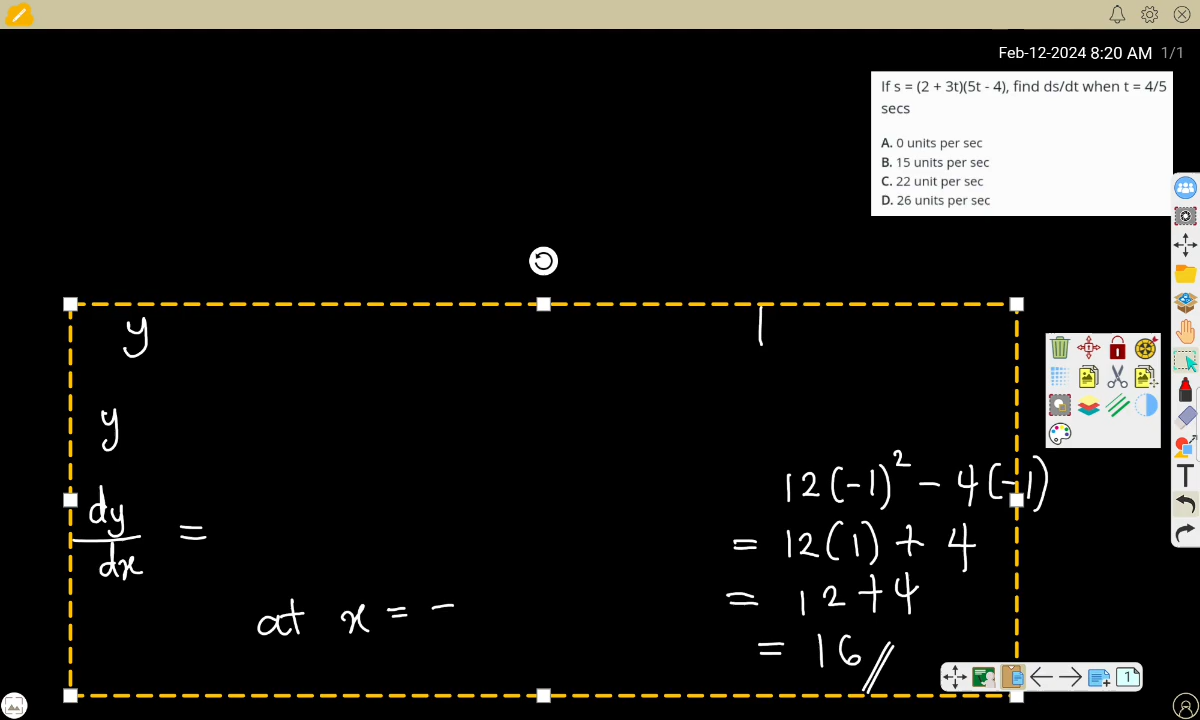 Feb-12-2024 8:20 AM 1/1
If s = (2 + 3t)(5t - 4), find ds/dt when t = 4/5
secs
A. 0 units per sec
B. 15 units per sec
C. 22 unit per sec
D. 26 units per sec
y
y
12(-1)² - 4(-1)
dy/dx =
= 12(1) + 4
= 12 + 4
at x = -
= 16
T
1